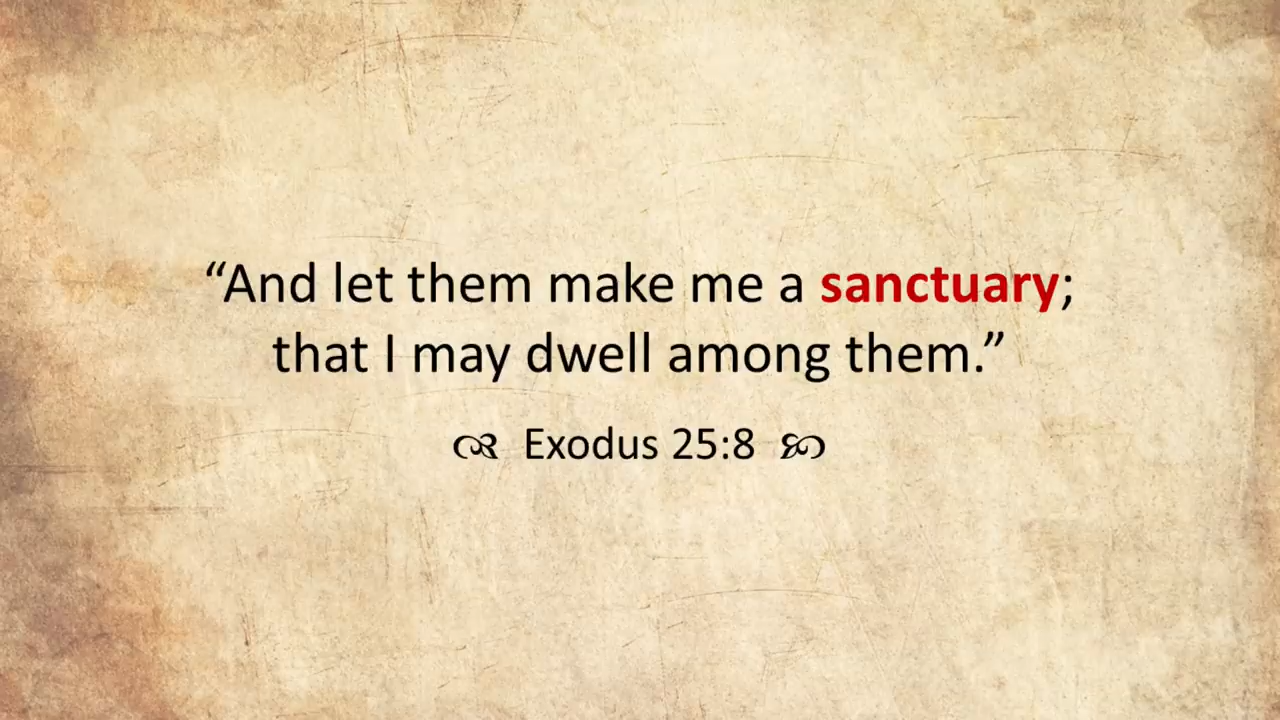 “And let them make me a sanctuary;
that I may dwell among them.”
Exodus 25:8